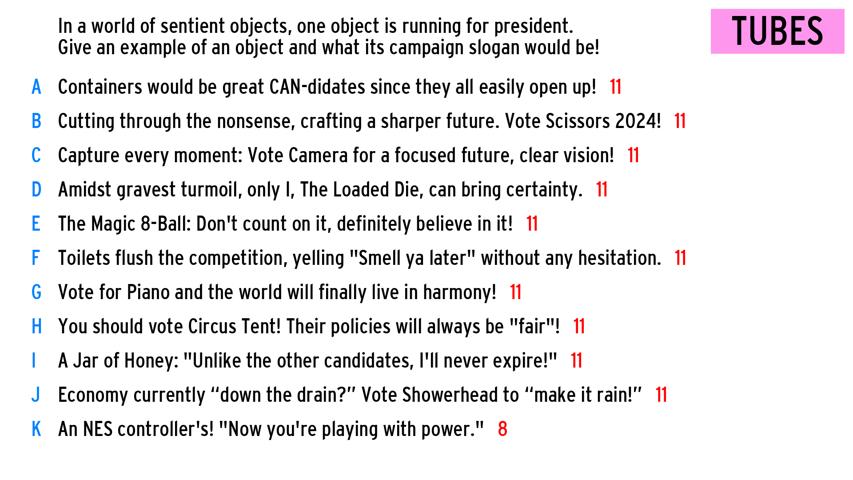 In a world of sentient objects, one object is running for president.
Give an example of an object and what its campaign slogan would be!
TUBES
A Containers would be great CAN-didates since they all easily open up! 11
B Cutting through the nonsense, crafting a sharper future. Vote Scissors 2024! 11
C Capture every moment: Vote Camera for a focused future, clear vision! 11
D Amidst gravest turmoil, only I, The Loaded Die, can bring certainty. 11
E The Magic 8-Ball: Don't count on it, definitely believe in it! 11
F Toilets flush the competition, yelling "Smell ya later" without any hesitation. 11
G Vote for Piano and the world will finally live in harmony! 11
H You should vote Circus Tent! Their policies will always be "fair"! 11
I A Jar of Honey: "Unlike the other candidates, I'll never expire!" 11
J Economy currently “down the drain?” Vote Showerhead to “make it rain!” 11
K An NES controller's! "Now you're playing with power." 8